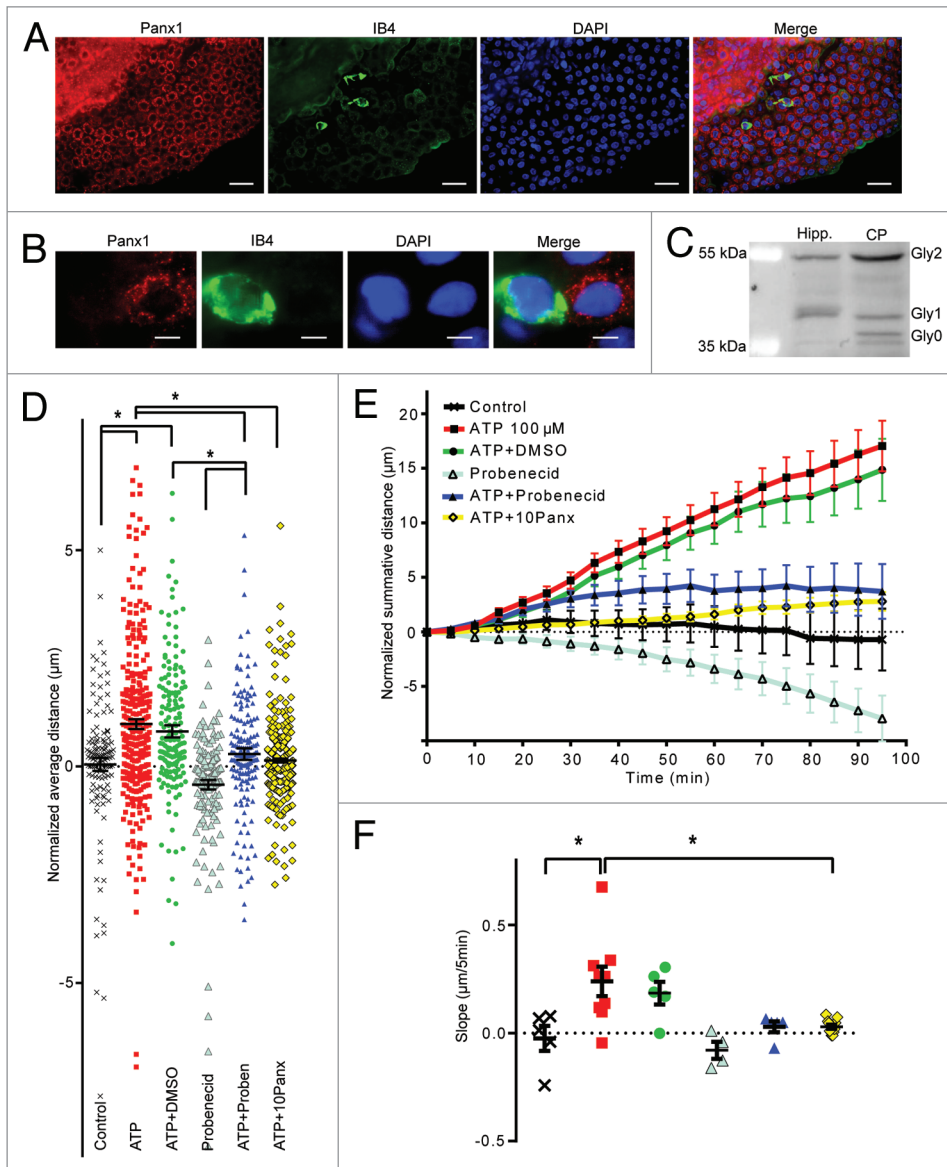 A
Panx1 IB4 DAPI Merge
B
Panx1 IB4 DAPI Merge
C
Hipp. CP
55 kDa Gly2
Gly1
Gly0
35 kDa
D
* *
*
5
0
-5
Normalized average distance (µm)
Control ATP ATP+DMSO Probenecid ATP+Proben ATP+10Panx
E
Control
ATP 100 µM
ATP+DMSO
Probenecid
ATP+Probenecid
ATP+10Panx
20
15
10
5
0
-5
Normalized summative distance (µm)
0 10 20 30 40 50 60 70 80 90 100
Time (min)
F
* *
0.5
0.0
-0.5
Slope (µm/5min)